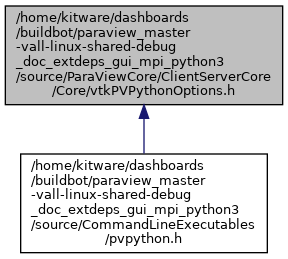 /home/kitware/dashboards
/buildbot/paraview_master
-vall-linux-shared-debug
_doc_extdeps_gui_mpi_python3
/source/ParaViewCore/ClientServerCore
/Core/vtkPVPythonOptions.h
/home/kitware/dashboards
/buildbot/paraview_master
-vall-linux-shared-debug
_doc_extdeps_gui_mpi_python3
/source/CommandLineExecutables
/pvpython.h